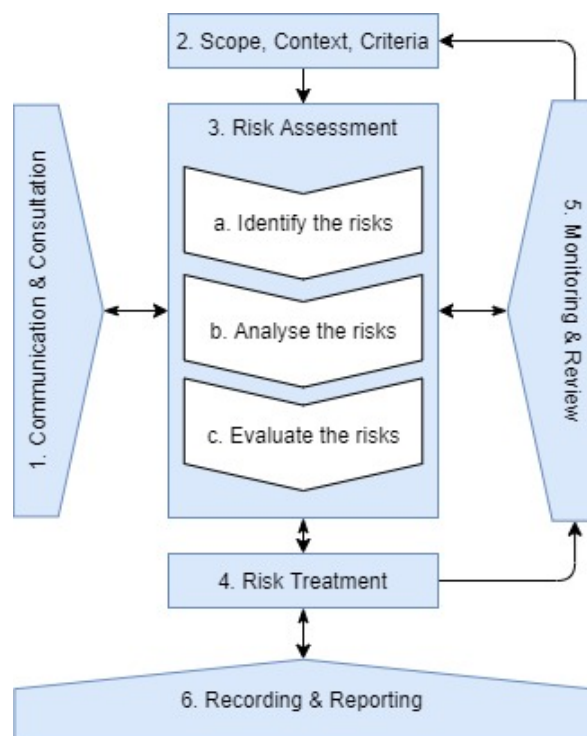 2. Scope, Context, Criteria
3. Risk Assessment
a. Identify the risks
b. Analyse the risks
c. Evaluate the risks
1. Communication & Consultation
5. Monitoring & Review
4. Risk Treatment
6. Recording & Reporting